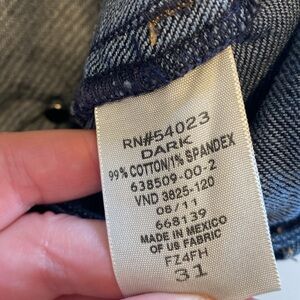 RN#54023
DARK
99% COTTON/1% SPANDEX
638509-00-2
VND 3825-120
08/11
668139
MADE IN MEXICO
OF US FABRIC
FZ4FH
31